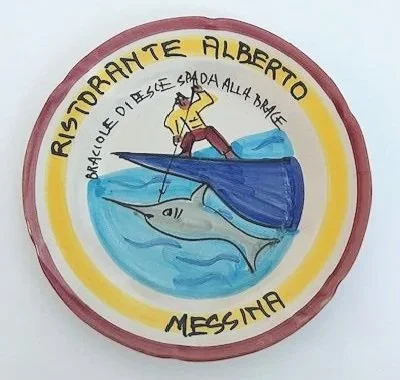 RISTORANTE ALBERTO
BRACIOLE DI PESCE SPADA ALLA BRACE
MESSINA